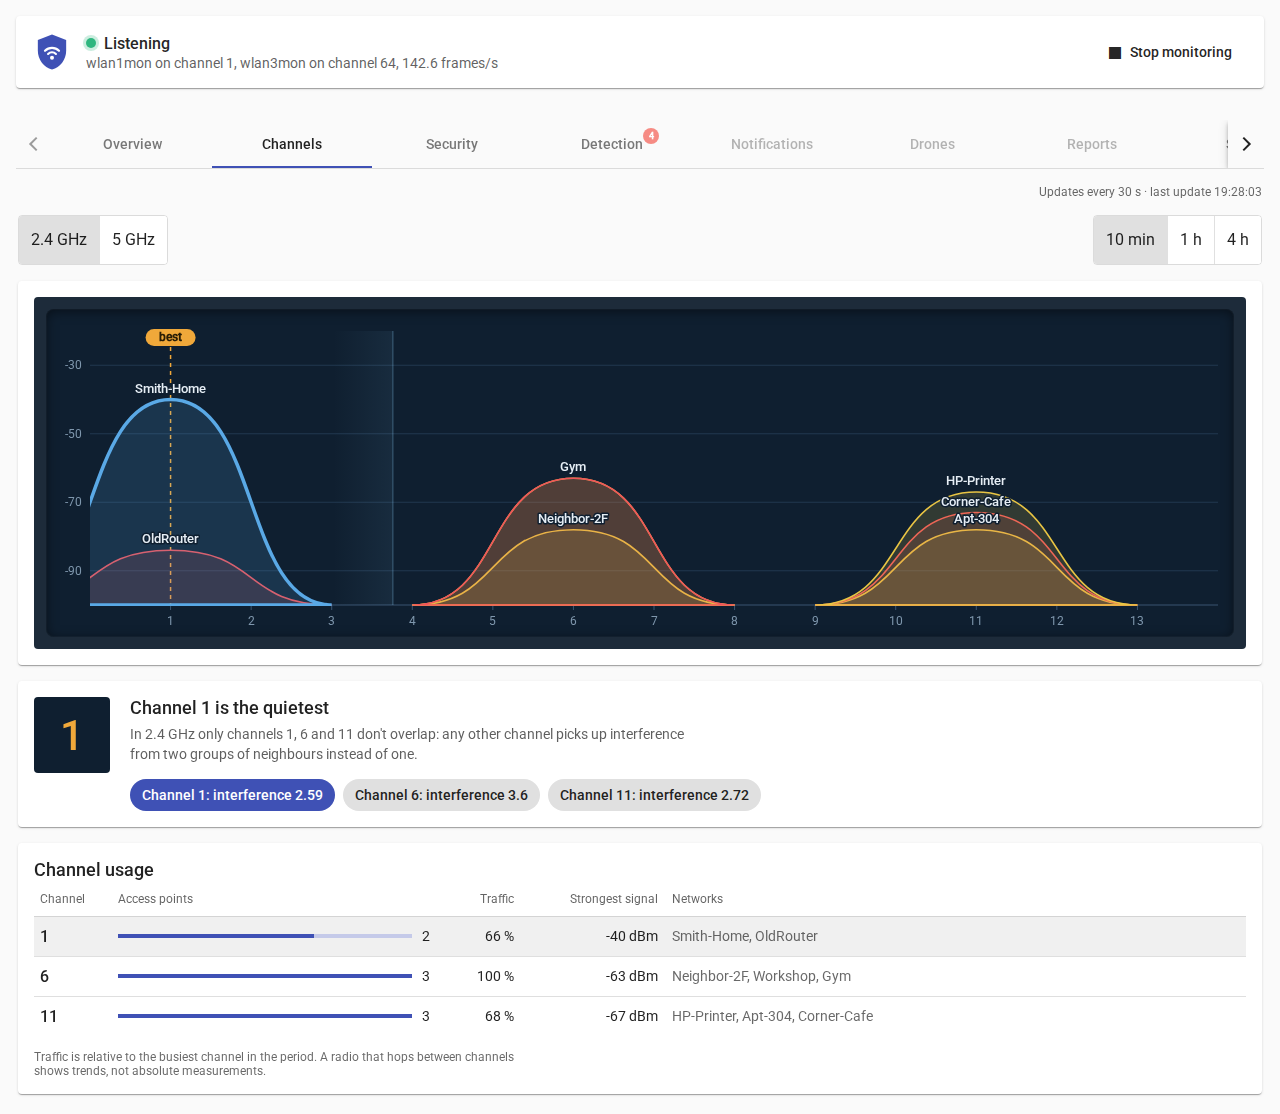 Listening
wlan1mon on channel 1, wlan3mon on channel 64, 142.6 frames/s
Stop monitoring
Overview Channels Security Detection 4 Notifications Drones Reports
Updates every 30 s · last update 19:28:03
2.4 GHz 5 GHz 10 min 1 h 4 h
best
-30
Smith-Home
-50
Gym
HP-Printer
-70 Corner-Cafe
Neighbor-2F Apt-304
OldRouter
-90
1 2 3 4 5 6 7 8 9 10 11 12 13
1
Channel 1 is the quietest
In 2.4 GHz only channels 1, 6 and 11 don't overlap: any other channel picks up interference
from two groups of neighbours instead of one.
Channel 1: interference 2.59 Channel 6: interference 3.6 Channel 11: interference 2.72
Channel usage
Channel Access points Traffic Strongest signal Networks
1 2 66 % -40 dBm Smith-Home, OldRouter
6 3 100 % -63 dBm Neighbor-2F, Workshop, Gym
11 3 68 % -67 dBm HP-Printer, Apt-304, Corner-Cafe
Traffic is relative to the busiest channel in the period. A radio that hops between channels
shows trends, not absolute measurements.